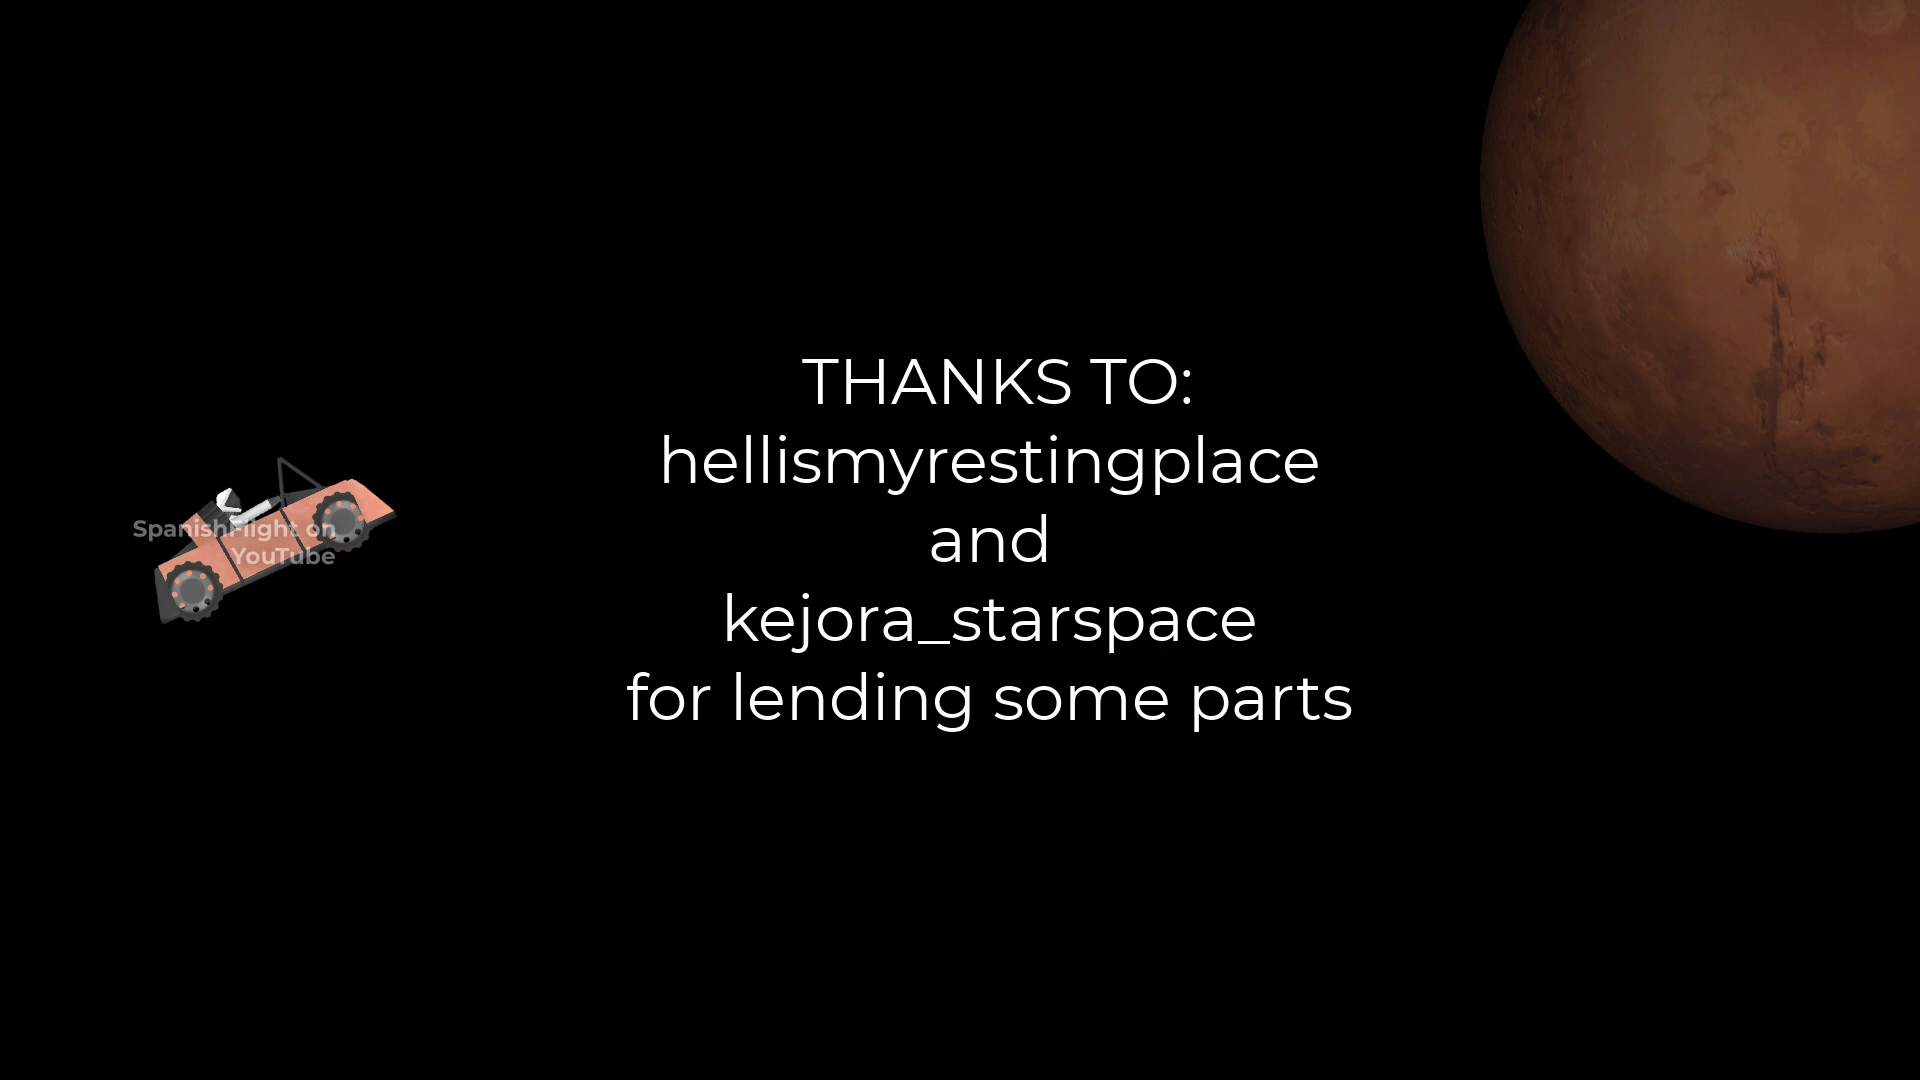 THANKS TO:
hellismyrestingplace
and
kejora_starspace
for lending some parts
SpanishFlight on
YouTube